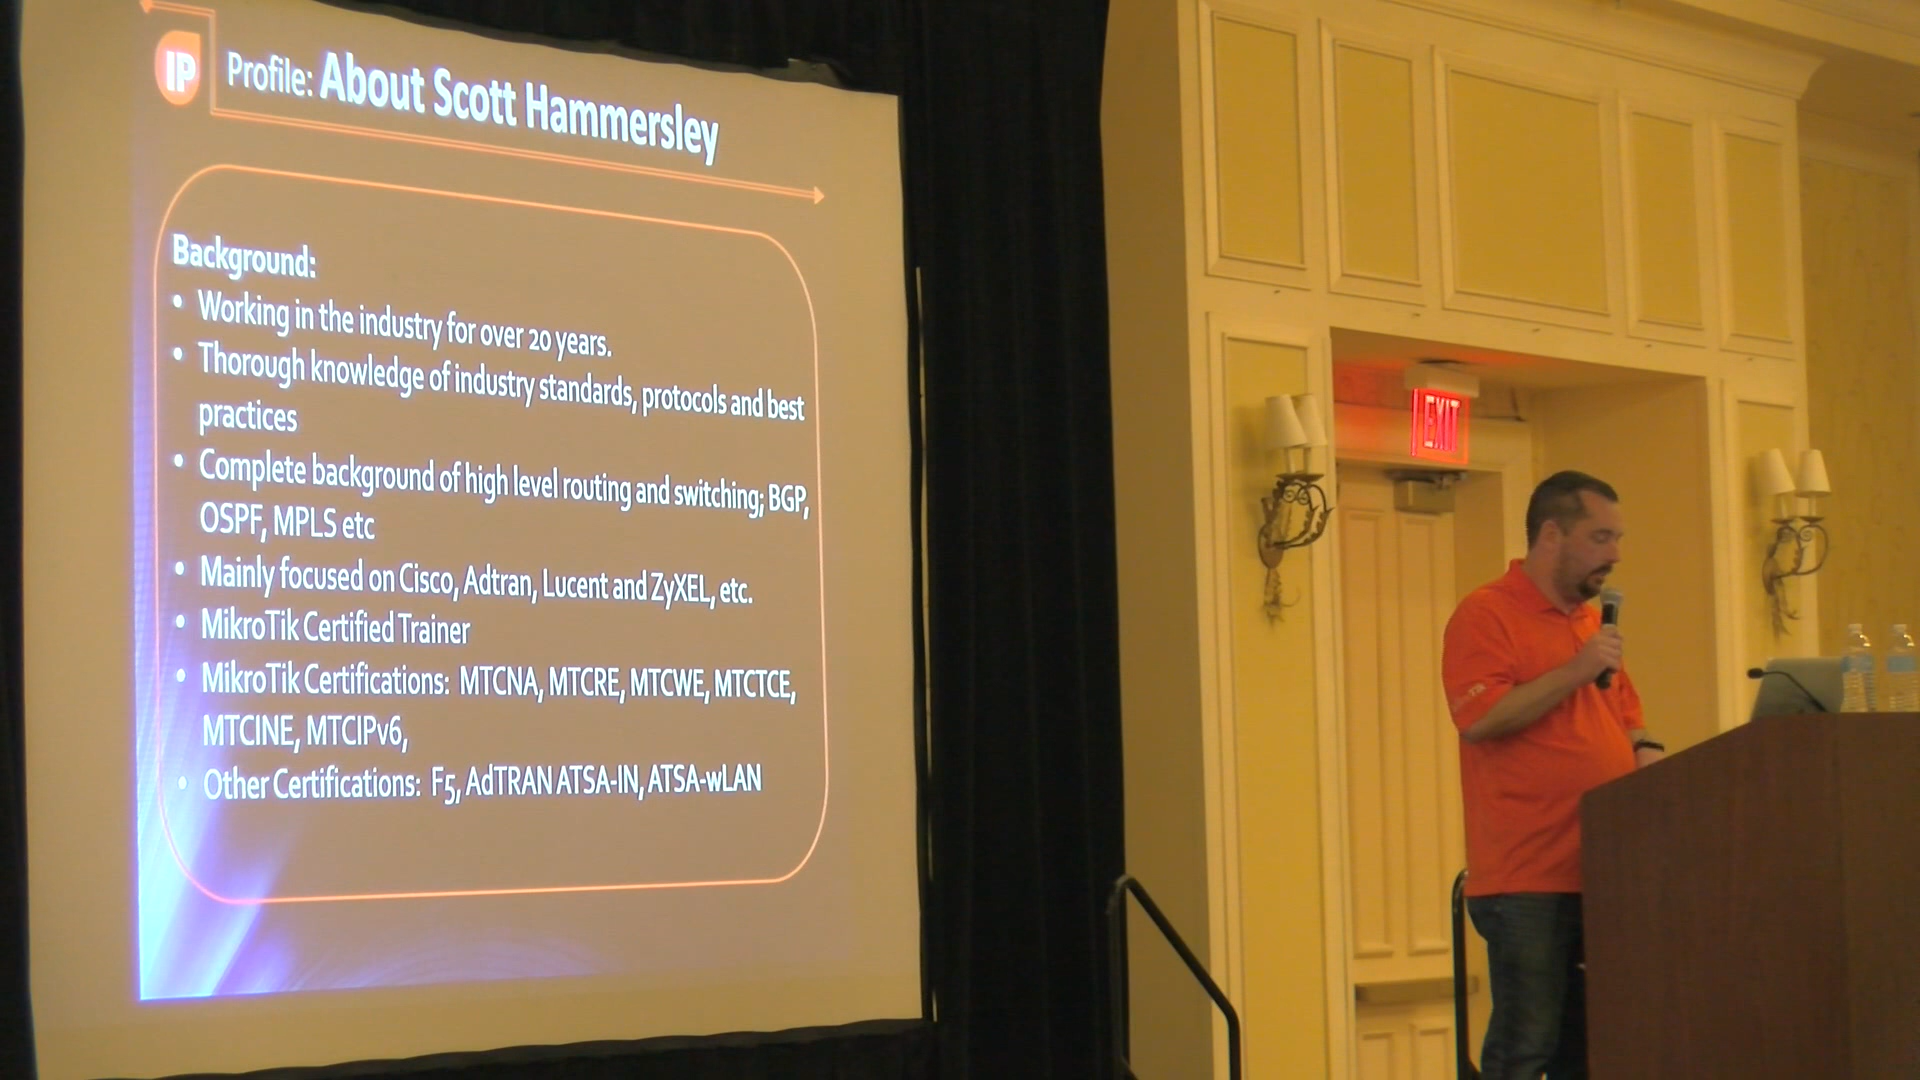 IP
Profile: About Scott Hammersley
Background:
• Working in the industry for over 20 years.
• Thorough knowledge of industry standards, protocols and best
practices
• Complete background of high level routing and switching; BGP,
OSPF, MPLS etc
• Mainly focused on Cisco, Adtran, Lucent and ZyXEL, etc.
• MikroTik Certified Trainer
• MikroTik Certifications: MTCNA, MTCRE, MTCWE, MTCTCE,
MTCINE, MTCIPv6,
• Other Certifications: F5, AdTRAN ATSA-IN, ATSA-wLAN
EXIT